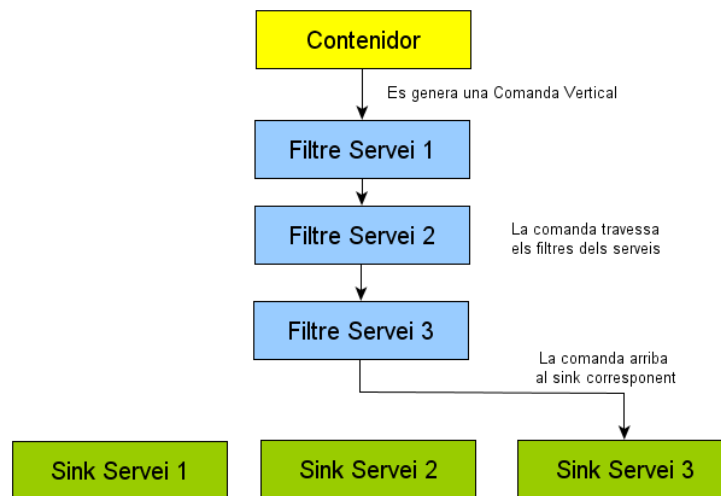 Contenidor
Es genera una Comanda Vertical
Filtre Servei 1
Filtre Servei 2
La comanda travessa
els filtres dels serveis
Filtre Servei 3
La comanda arriba
al sink corresponent
Sink Servei 1
Sink Servei 2
Sink Servei 3